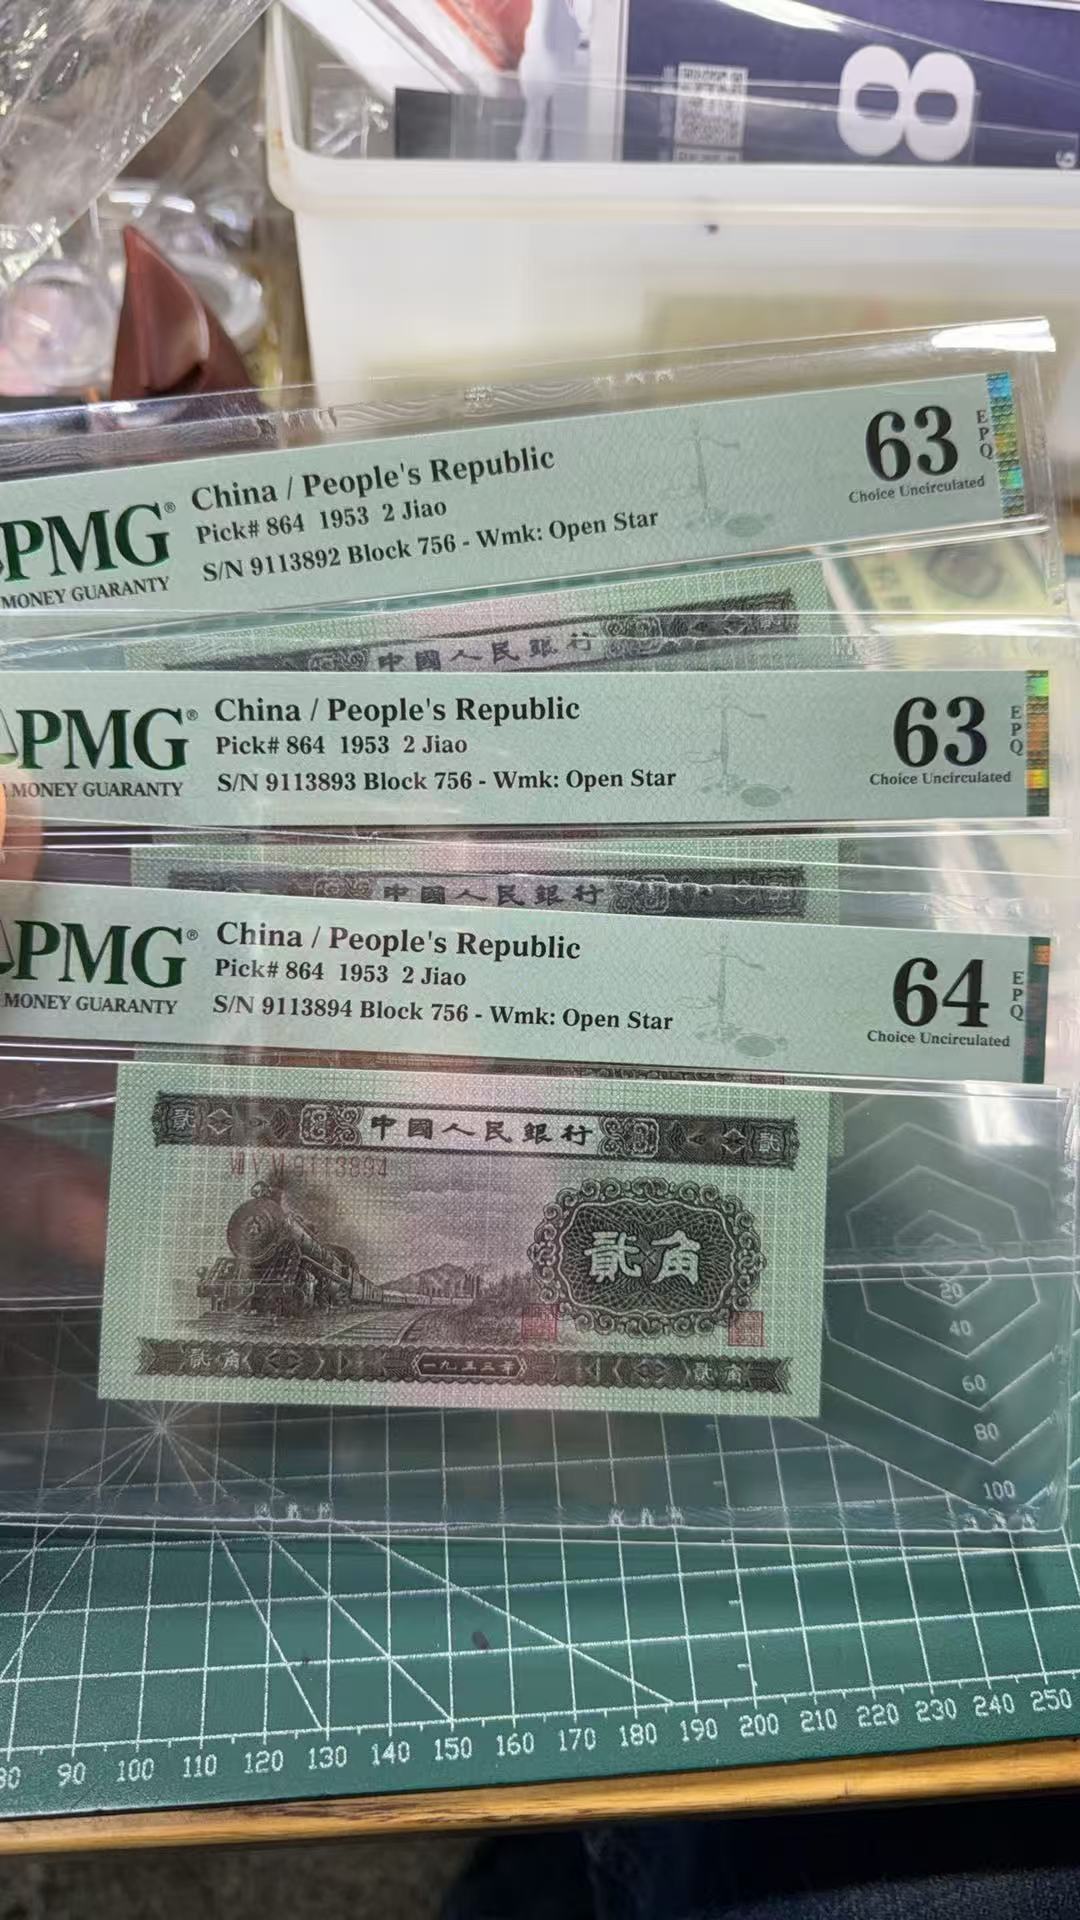 8
China / People's Republic
Pick# 864 1953 2 Jiao
S/N 9113892 Block 756 - Wmk: Open Star
PMG®
MONEY GUARANTY
63
EPQ
Choice Uncirculated
中國人民銀行
貳
China / People's Republic
Pick# 864 1953 2 Jiao
S/N 9113893 Block 756 - Wmk: Open Star
PMG®
MONEY GUARANTY
63
EPQ
Choice Uncirculated
中國人民銀行
China / People's Republic
Pick# 864 1953 2 Jiao
S/N 9113894 Block 756 - Wmk: Open Star
PMG®
MONEY GUARANTY
64
EPQ
Choice Uncirculated
貳 中國人民銀行 貳
VII V VI 9113894
貳角
貳角 一九五三年 貳角
20
40
60
80
100
90 100 110 120 130 140 150 160 170 180 190 200 210 220 230 240 250